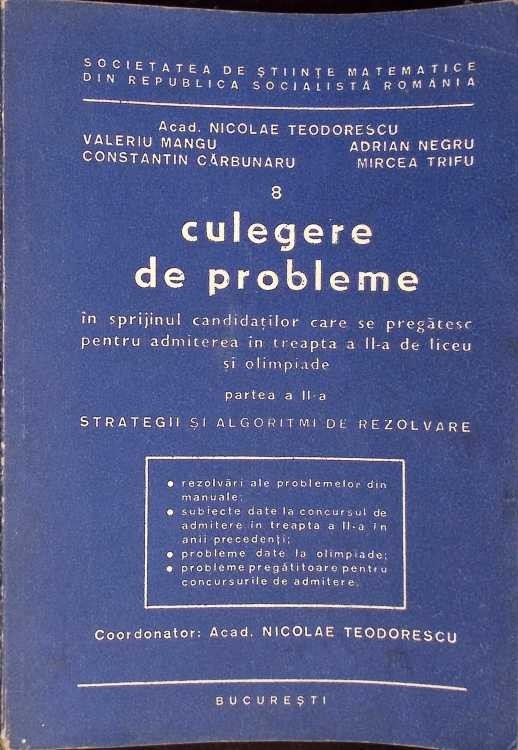 SOCIETATEA DE ȘTIINȚE MATEMATICE
DIN REPUBLICA SOCIALISTĂ ROMÂNIA
Acad. NICOLAE TEODORESCU
VALERIU MANGU ADRIAN NEGRU
CONSTANTIN CĂRBUNARU MIRCEA TRIFU
8
culegere
de probleme
în sprijinul candidaților care se pregătesc
pentru admiterea în treapta a II-a de liceu
și olimpiade
partea a II-a
STRATEGII ȘI ALGORITMI DE REZOLVARE
• rezolvări ale problemelor din
manuale;
• subiecte date la concursul de
admitere în treapta a II-a în
anii precedenți;
• probleme date la olimpiade;
• probleme pregătitoare pentru
concursurile de admitere.
Coordonator: Acad. NICOLAE TEODORESCU
BUCUREȘTI